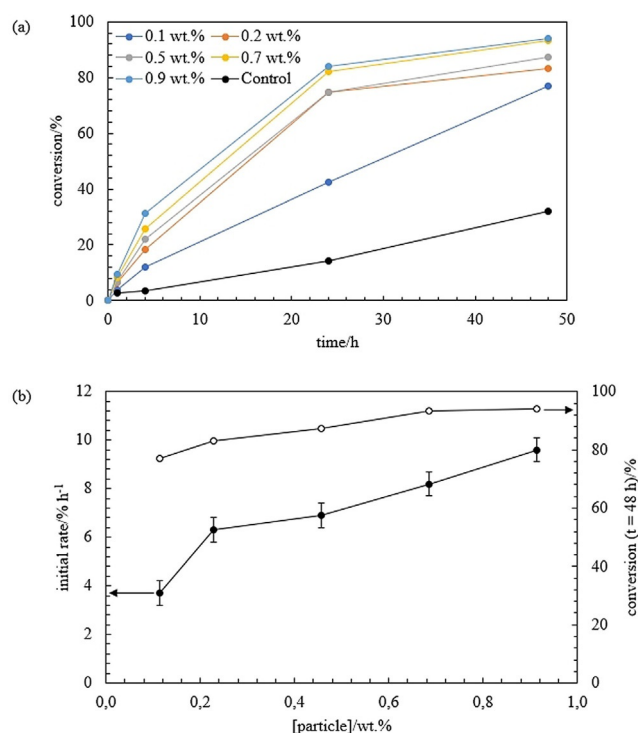 (a)
100
80
60
40
20
0
conversion/%
0.1 wt.% 0.2 wt.%
0.5 wt.% 0.7 wt.%
0.9 wt.% Control
0 10 20 30 40 50
time/h
(b)
12
10
8
6
4
2
0
initial rate/% h-1
100
80
60
40
20
0
conversion (t = 48 h)/%
0,0 0,2 0,4 0,6 0,8 1,0
[particle]/wt.%